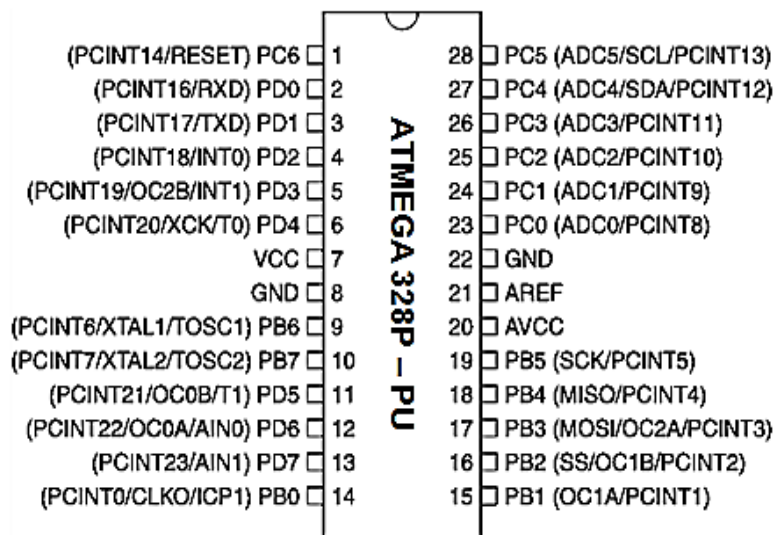 (PCINT14/RESET) PC6 1 28 PC5 (ADC5/SCL/PCINT13)
(PCINT16/RXD) PD0 2 27 PC4 (ADC4/SDA/PCINT12)
(PCINT17/TXD) PD1 3 26 PC3 (ADC3/PCINT11)
(PCINT18/INT0) PD2 4 25 PC2 (ADC2/PCINT10)
(PCINT19/OC2B/INT1) PD3 5 24 PC1 (ADC1/PCINT9)
(PCINT20/XCK/T0) PD4 6 23 PC0 (ADC0/PCINT8)
VCC 7 22 GND
GND 8 21 AREF
(PCINT6/XTAL1/TOSC1) PB6 9 20 AVCC
(PCINT7/XTAL2/TOSC2) PB7 10 19 PB5 (SCK/PCINT5)
(PCINT21/OC0B/T1) PD5 11 18 PB4 (MISO/PCINT4)
(PCINT22/OC0A/AIN0) PD6 12 17 PB3 (MOSI/OC2A/PCINT3)
(PCINT23/AIN1) PD7 13 16 PB2 (SS/OC1B/PCINT2)
(PCINT0/CLKO/ICP1) PB0 14 15 PB1 (OC1A/PCINT1)
ATMEGA 328P – PU